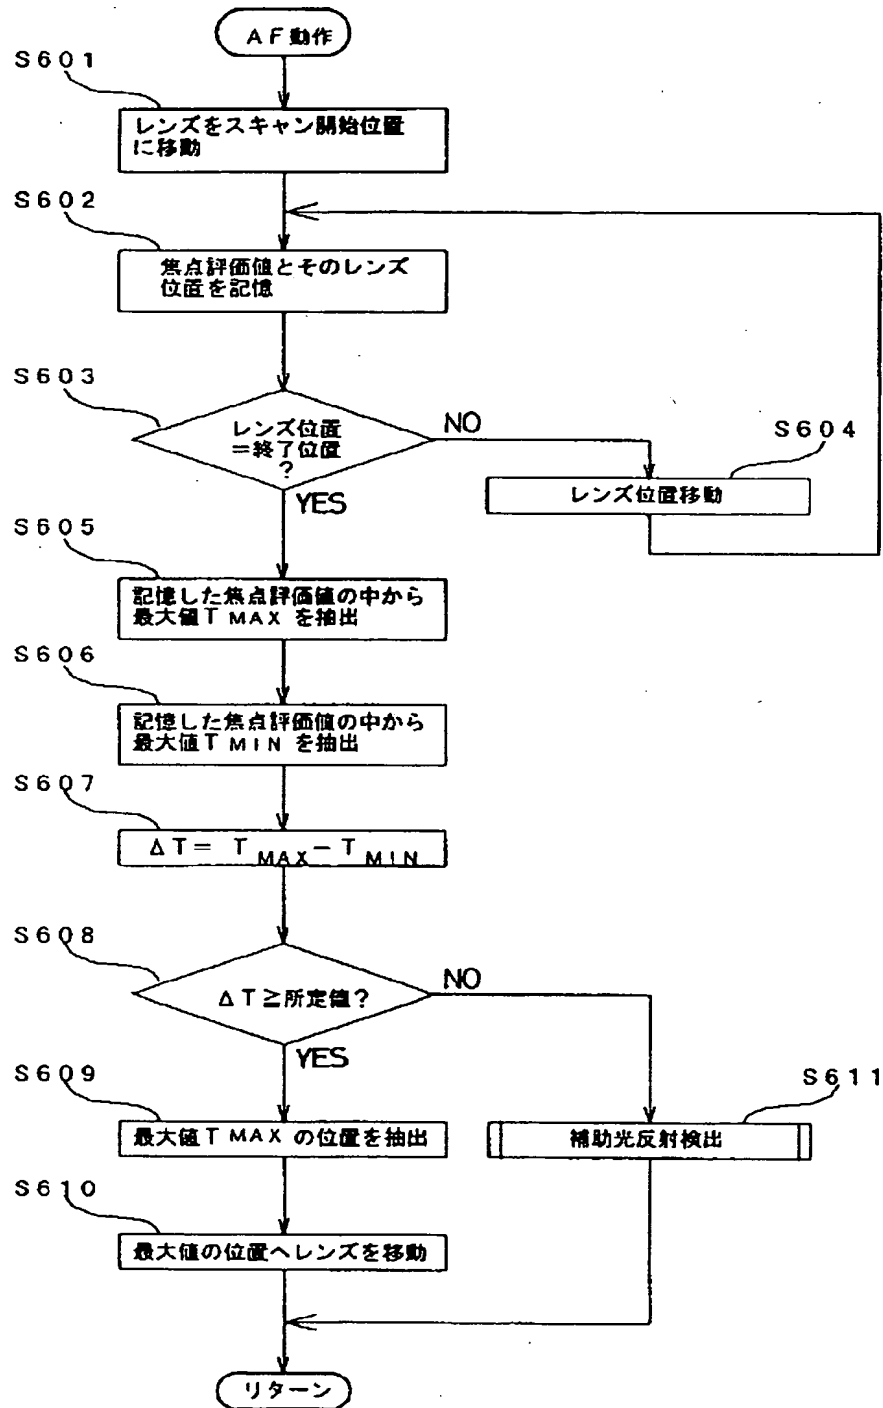 AF動作
S601
レンズをスキャン開始位置
に移動
S602
焦点評価値とそのレンズ
位置を記憶
S603
レンズ位置
=終了位置
?
NO
S604
レンズ位置移動
YES
S605
記憶した焦点評価値の中から
最大値T MAX を抽出
S606
記憶した焦点評価値の中から
最大値T MIN を抽出
S607
ΔT= T MAX - T MIN
S608
ΔT≧所定値?
NO
YES
S609
最大値T MAX の位置を抽出
S611
補助光反射検出
S610
最大値の位置へレンズを移動
リターン